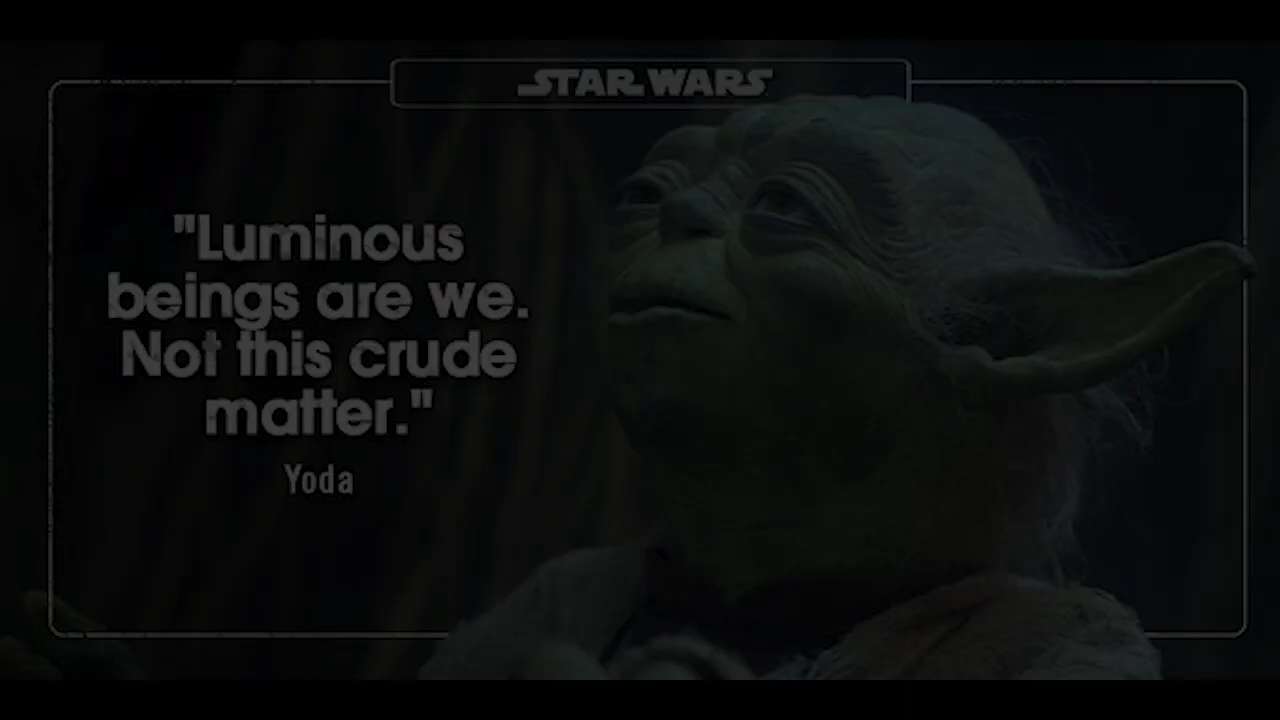 STAR WARS
"Luminous
beings are we.
Not this crude
matter."
Yoda